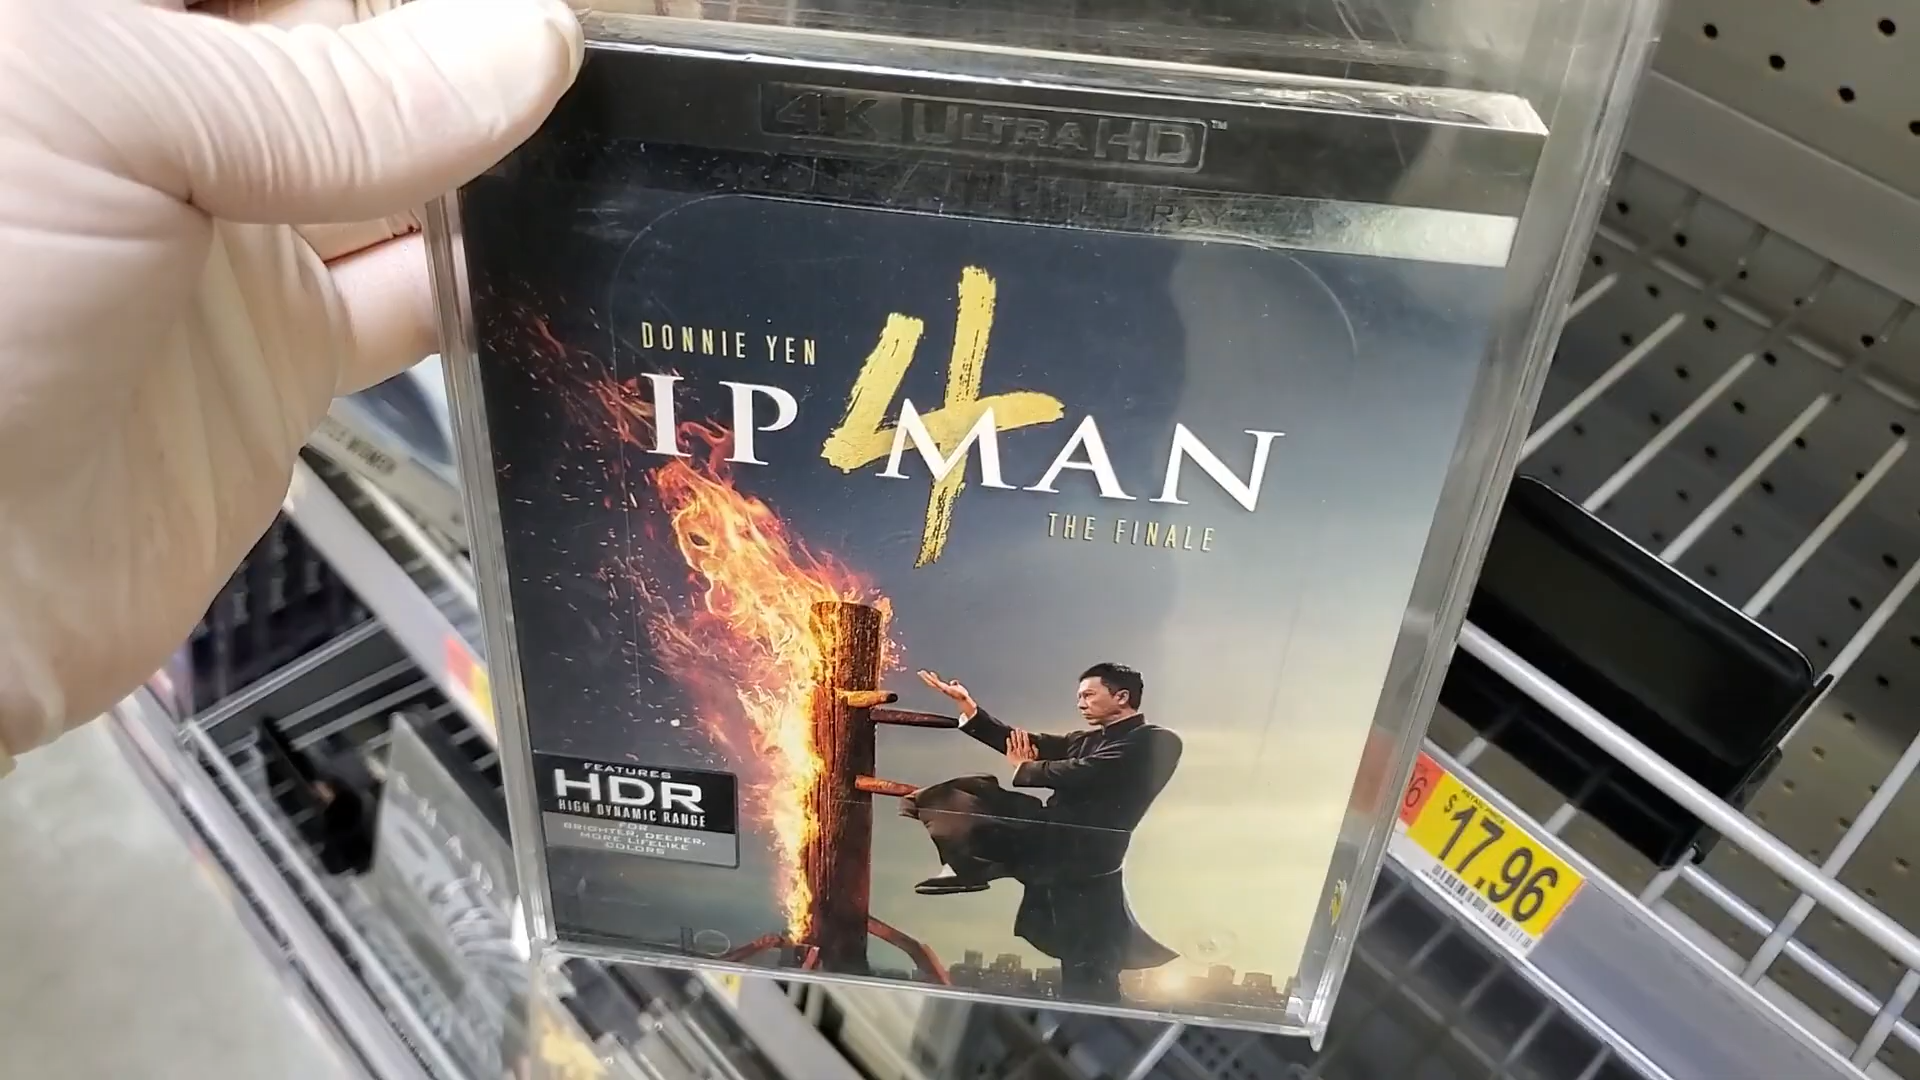 4K ULTRA HD™
DONNIE YEN
IP 4 MAN
THE FINALE
FEATURES
HDR
HIGH DYNAMIC RANGE
FOR
BRIGHTER, DEEPER,
MORE LIFELIKE
COLORS
$17.96